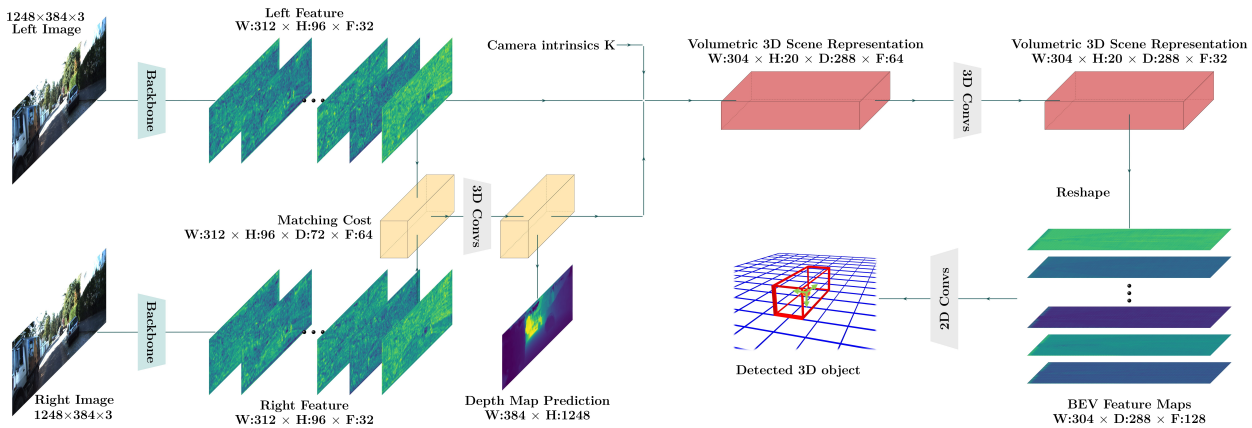 1248×384×3
Left Image
Backbone
Left Feature
W:312 × H:96 × F:32
Camera intrinsics K
Volumetric 3D Scene Representation
W:304 × H:20 × D:288 × F:64
3D Convs
Volumetric 3D Scene Representation
W:304 × H:20 × D:288 × F:32
Matching Cost
W:312 × H:96 × D:72 × F:64
3D Convs
Reshape
Backbone
2D Convs
Right Image
1248×384×3
Right Feature
W:312 × H:96 × F:32
Depth Map Prediction
W:384 × H:1248
Detected 3D object
BEV Feature Maps
W:304 × D:288 × F:128